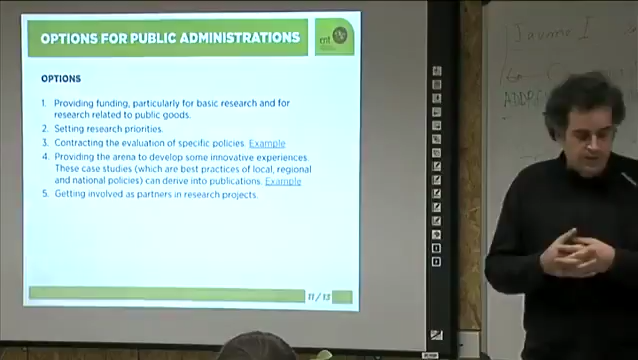 OPTIONS FOR PUBLIC ADMINISTRATIONS
OPTIONS
1. Providing funding, particularly for basic research and for
research related to public goods.
2. Setting research priorities.
3. Contracting the evaluation of specific policies. Example
4. Providing the arena to develop some innovative experiences.
These case studies (which are best practices of local, regional
and national policies) can derive into publications. Example
5. Getting involved as partners in research projects.
11/13
Jaume I